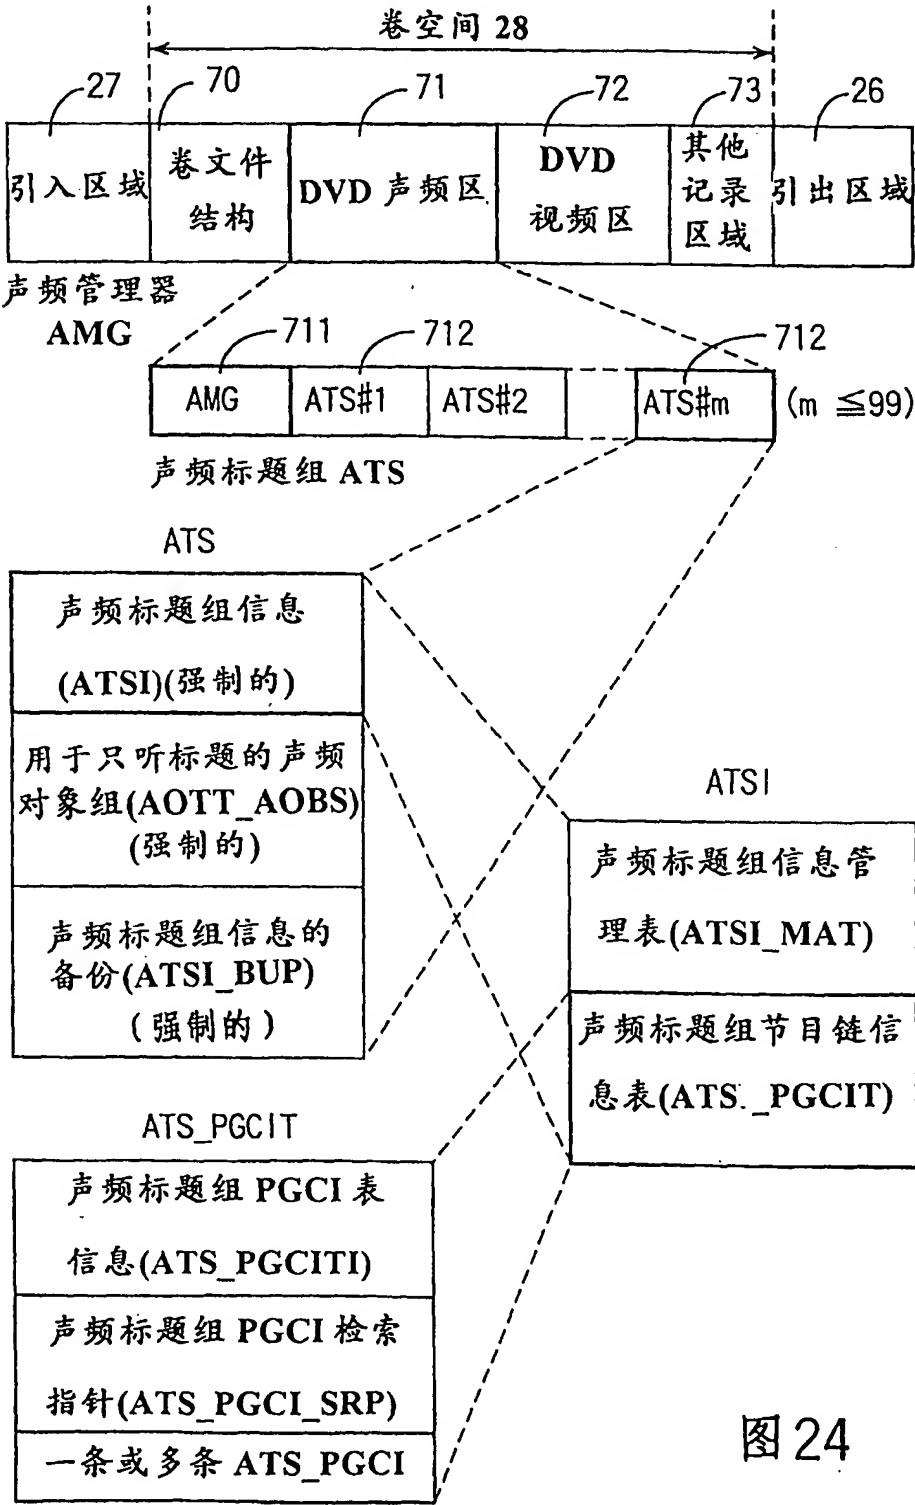 卷空间 28
27
70
71
72
73
26
引入区域
卷文件
结构
DVD 声频区
DVD
视频区
其他
记录
区域
引出区域
声频管理器
AMG
711
712
712
AMG
ATS#1
ATS#2
ATS#m
(m ≦99)
声频标题组 ATS
ATS
声频标题组信息
(ATSI)(强制的)
用于只听标题的声频
对象组(AOTT_AOBS)
(强制的)
声频标题组信息的
备份(ATSI_BUP)
(强制的)
ATSI
声频标题组信息管
理表(ATSI_MAT)
声频标题组节目链信
息表(ATS._PGCIT)
ATS_PGCIT
声频标题组 PGCI 表
信息(ATS_PGCITI)
声频标题组 PGCI 检索
指针(ATS_PGCI_SRP)
一条或多条 ATS_PGCI
图24